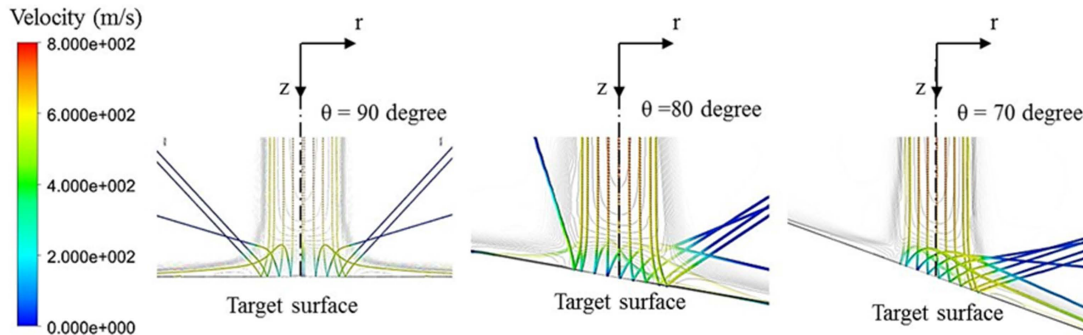 Velocity (m/s)
8.000e+002
6.000e+002
4.000e+002
2.000e+002
0.000e+000
r
z
θ = 90 degree
Target surface
r
z
θ =80 degree
Target surface
r
z
θ = 70 degree
Target surface